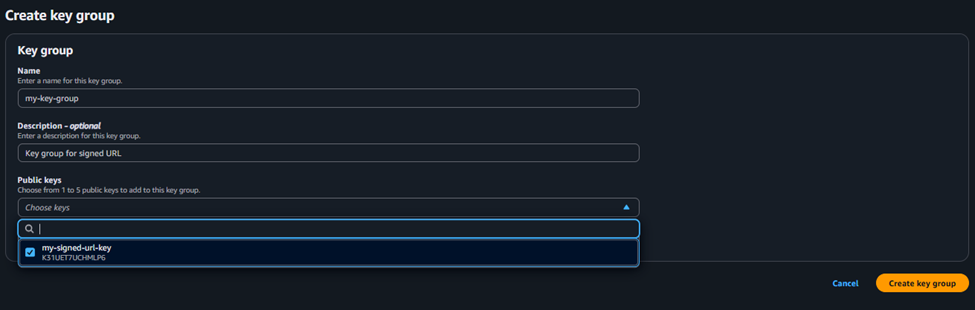 Create key group
Key group
Name
Enter a name for this key group.
my-key-group
Description – optional
Enter a description for this key group.
Key group for signed URL
Public keys
Choose from 1 to 5 public keys to add to this key group.
Choose keys
my-signed-url-key
K31UET7UCHMLP6
Cancel
Create key group